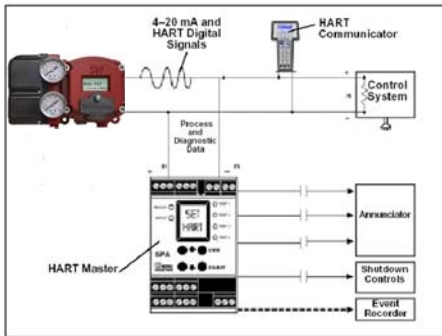 4–20 mA and
HART Digital
Signals
HART
Communicator
Control
System
Process
and
Diagnostic
Data
SET
HART
SPA
HART Master
Annunciator
Shutdown
Controls
Event
Recorder